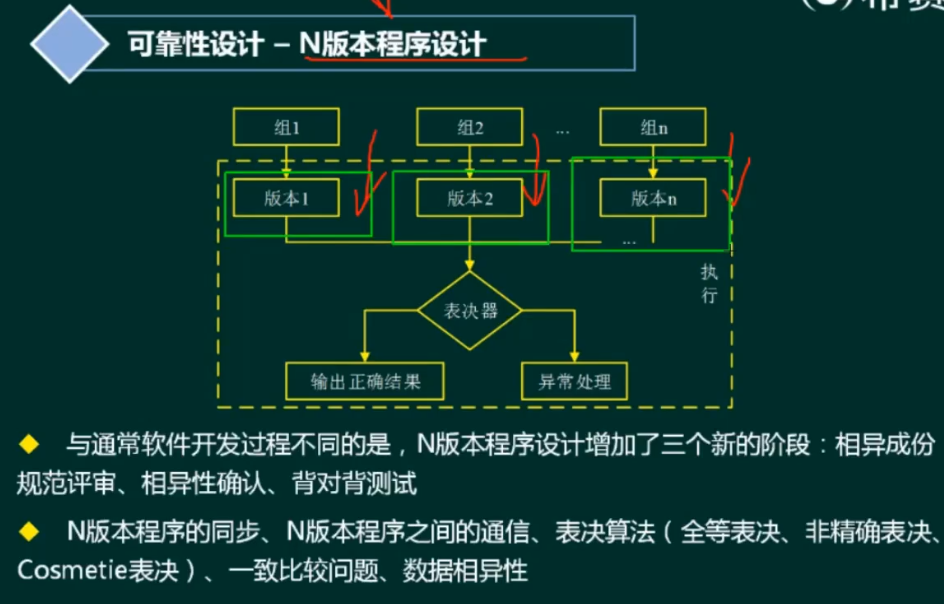 可靠性设计 – N版本程序设计
组1 组2 ... 组n
版本1 版本2 版本n
...
执行
表决器
输出正确结果 异常处理
与通常软件开发过程不同的是，N版本程序设计增加了三个新的阶段：相异成份
规范评审、相异性确认、背对背测试
N版本程序的同步、N版本程序之间的通信、表决算法（全等表决、非精确表决、
Cosmetie表决）、一致比较问题、数据相异性